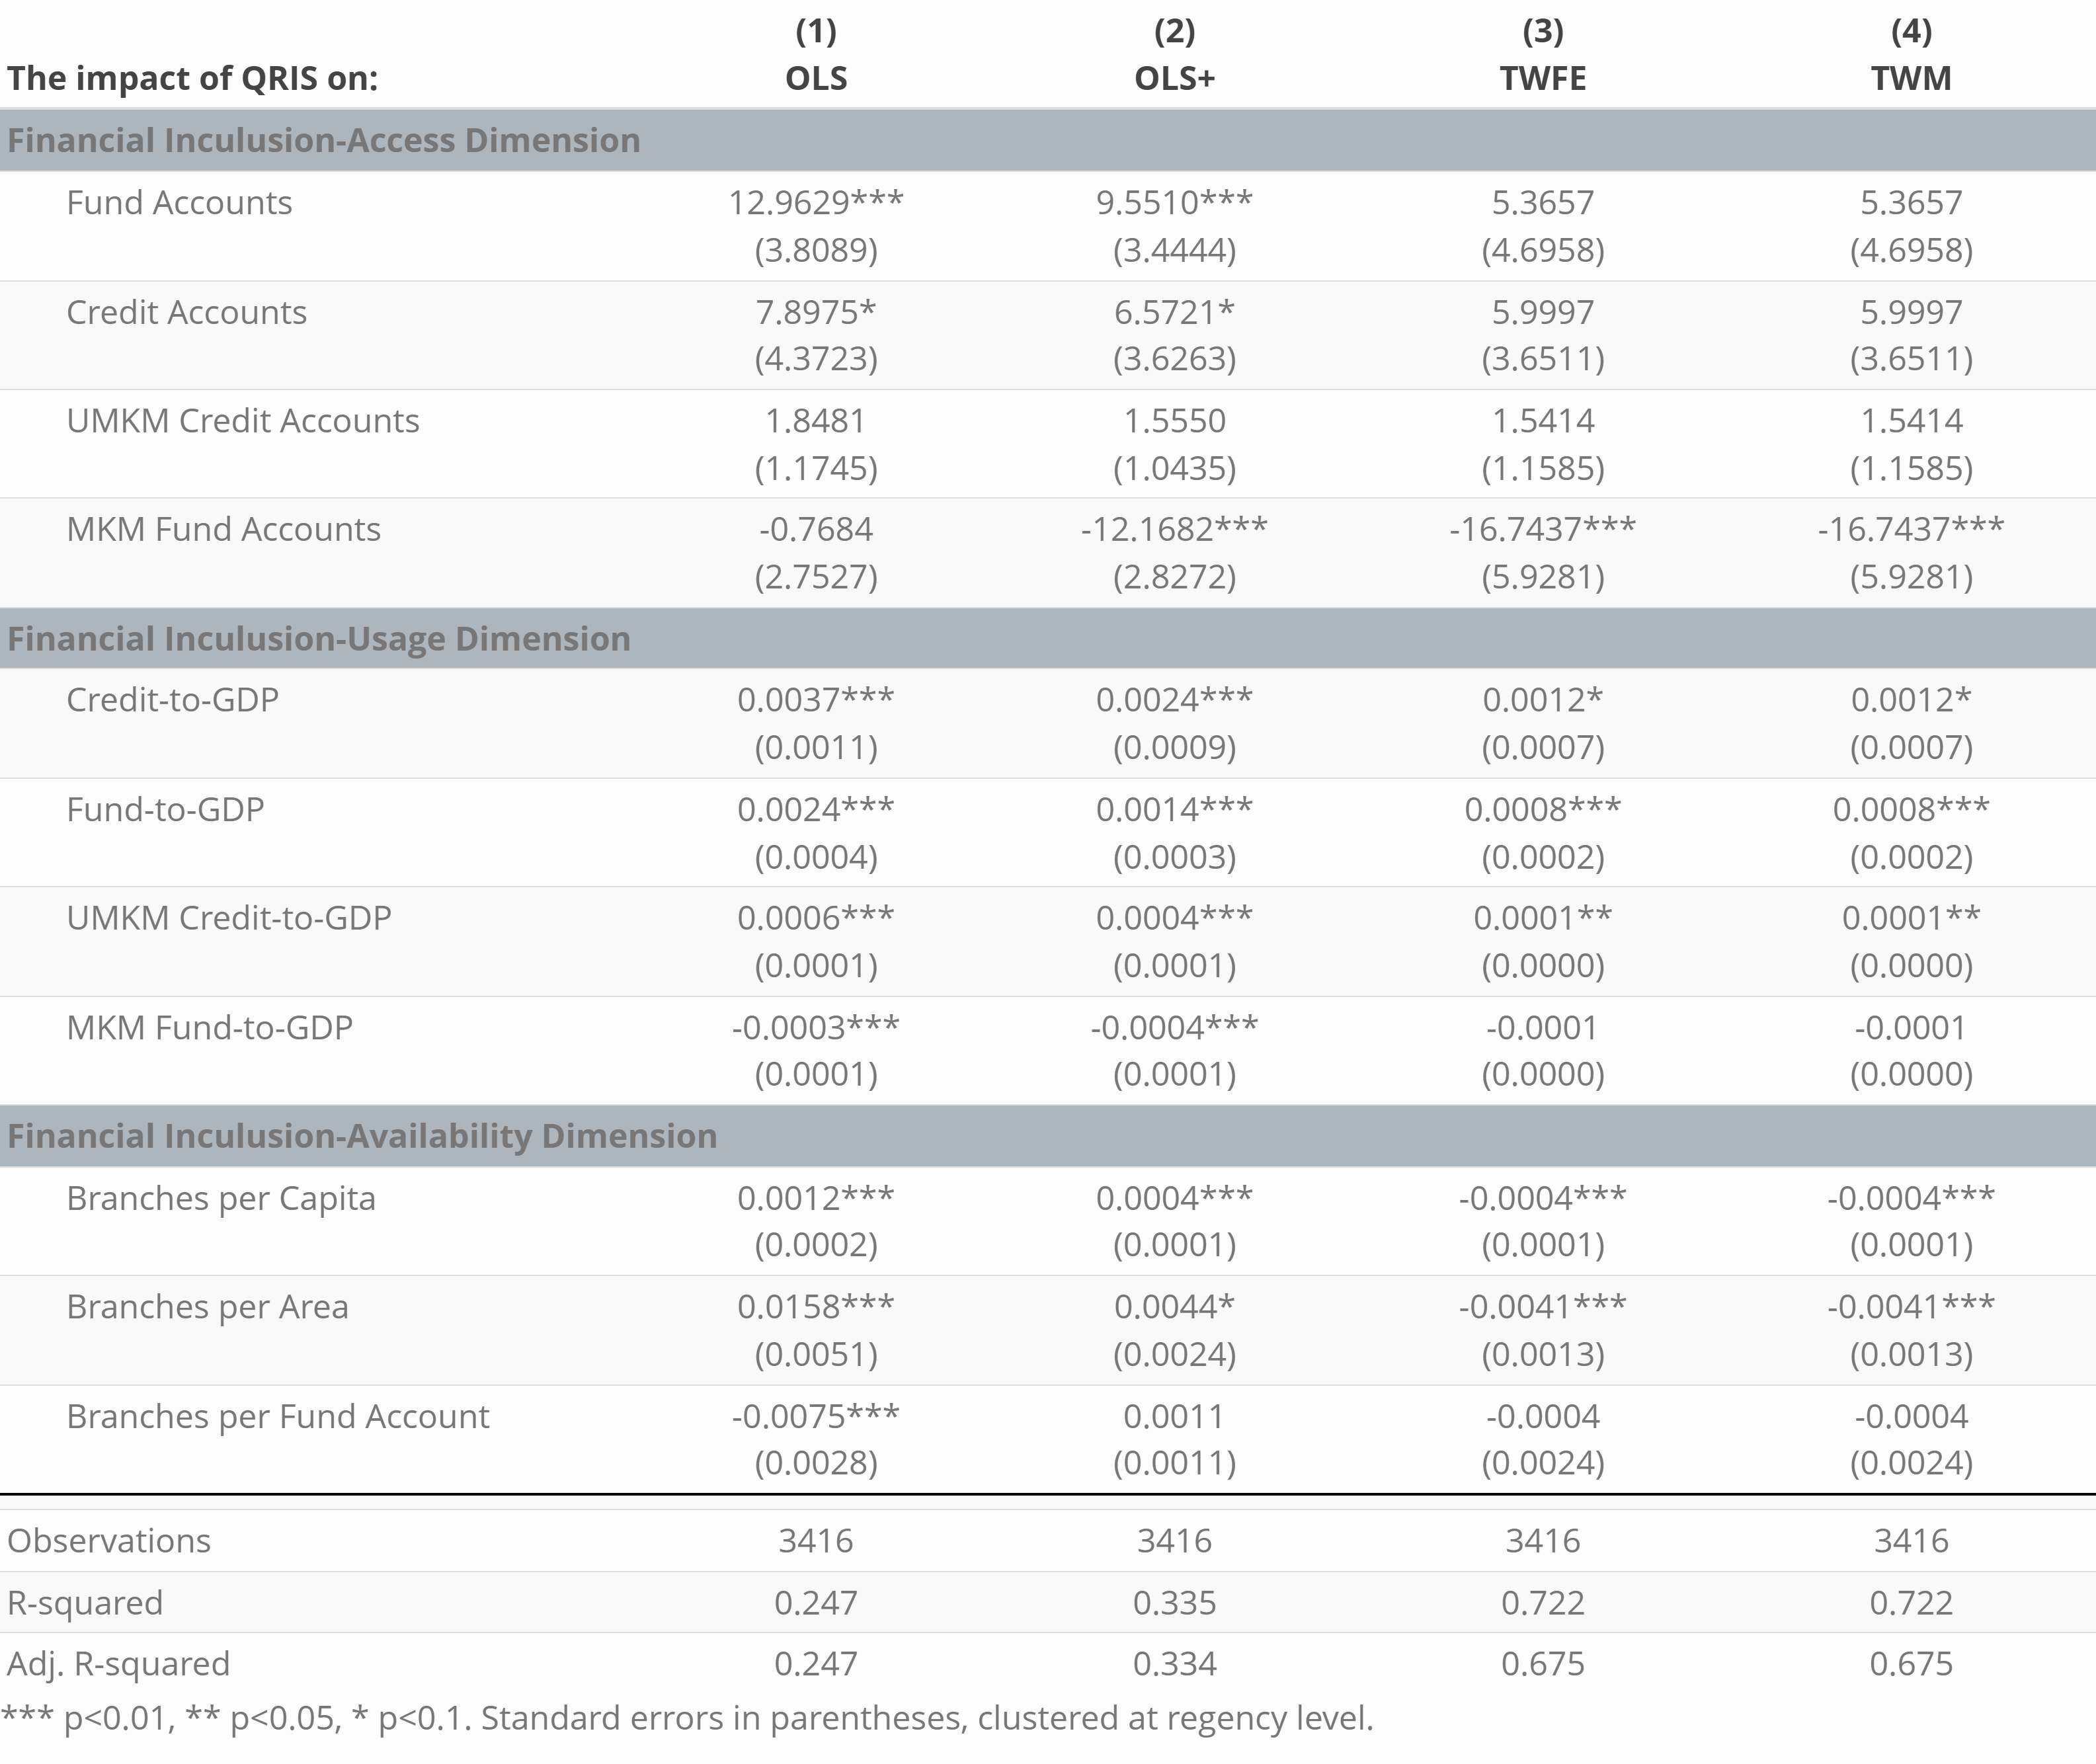 (1) (2) (3) (4)
The impact of QRIS on: OLS OLS+ TWFE TWM
Financial Inculusion-Access Dimension
Fund Accounts 12.9629*** 9.5510*** 5.3657 5.3657
(3.8089) (3.4444) (4.6958) (4.6958)
Credit Accounts 7.8975* 6.5721* 5.9997 5.9997
(4.3723) (3.6263) (3.6511) (3.6511)
UMKM Credit Accounts 1.8481 1.5550 1.5414 1.5414
(1.1745) (1.0435) (1.1585) (1.1585)
MKM Fund Accounts -0.7684 -12.1682*** -16.7437*** -16.7437***
(2.7527) (2.8272) (5.9281) (5.9281)
Financial Inculusion-Usage Dimension
Credit-to-GDP 0.0037*** 0.0024*** 0.0012* 0.0012*
(0.0011) (0.0009) (0.0007) (0.0007)
Fund-to-GDP 0.0024*** 0.0014*** 0.0008*** 0.0008***
(0.0004) (0.0003) (0.0002) (0.0002)
UMKM Credit-to-GDP 0.0006*** 0.0004*** 0.0001** 0.0001**
(0.0001) (0.0001) (0.0000) (0.0000)
MKM Fund-to-GDP -0.0003*** -0.0004*** -0.0001 -0.0001
(0.0001) (0.0001) (0.0000) (0.0000)
Financial Inculusion-Availability Dimension
Branches per Capita 0.0012*** 0.0004*** -0.0004*** -0.0004***
(0.0002) (0.0001) (0.0001) (0.0001)
Branches per Area 0.0158*** 0.0044* -0.0041*** -0.0041***
(0.0051) (0.0024) (0.0013) (0.0013)
Branches per Fund Account -0.0075*** 0.0011 -0.0004 -0.0004
(0.0028) (0.0011) (0.0024) (0.0024)
Observations 3416 3416 3416 3416
R-squared 0.247 0.335 0.722 0.722
Adj. R-squared 0.247 0.334 0.675 0.675
*** p<0.01, ** p<0.05, * p<0.1. Standard errors in parentheses, clustered at regency level.